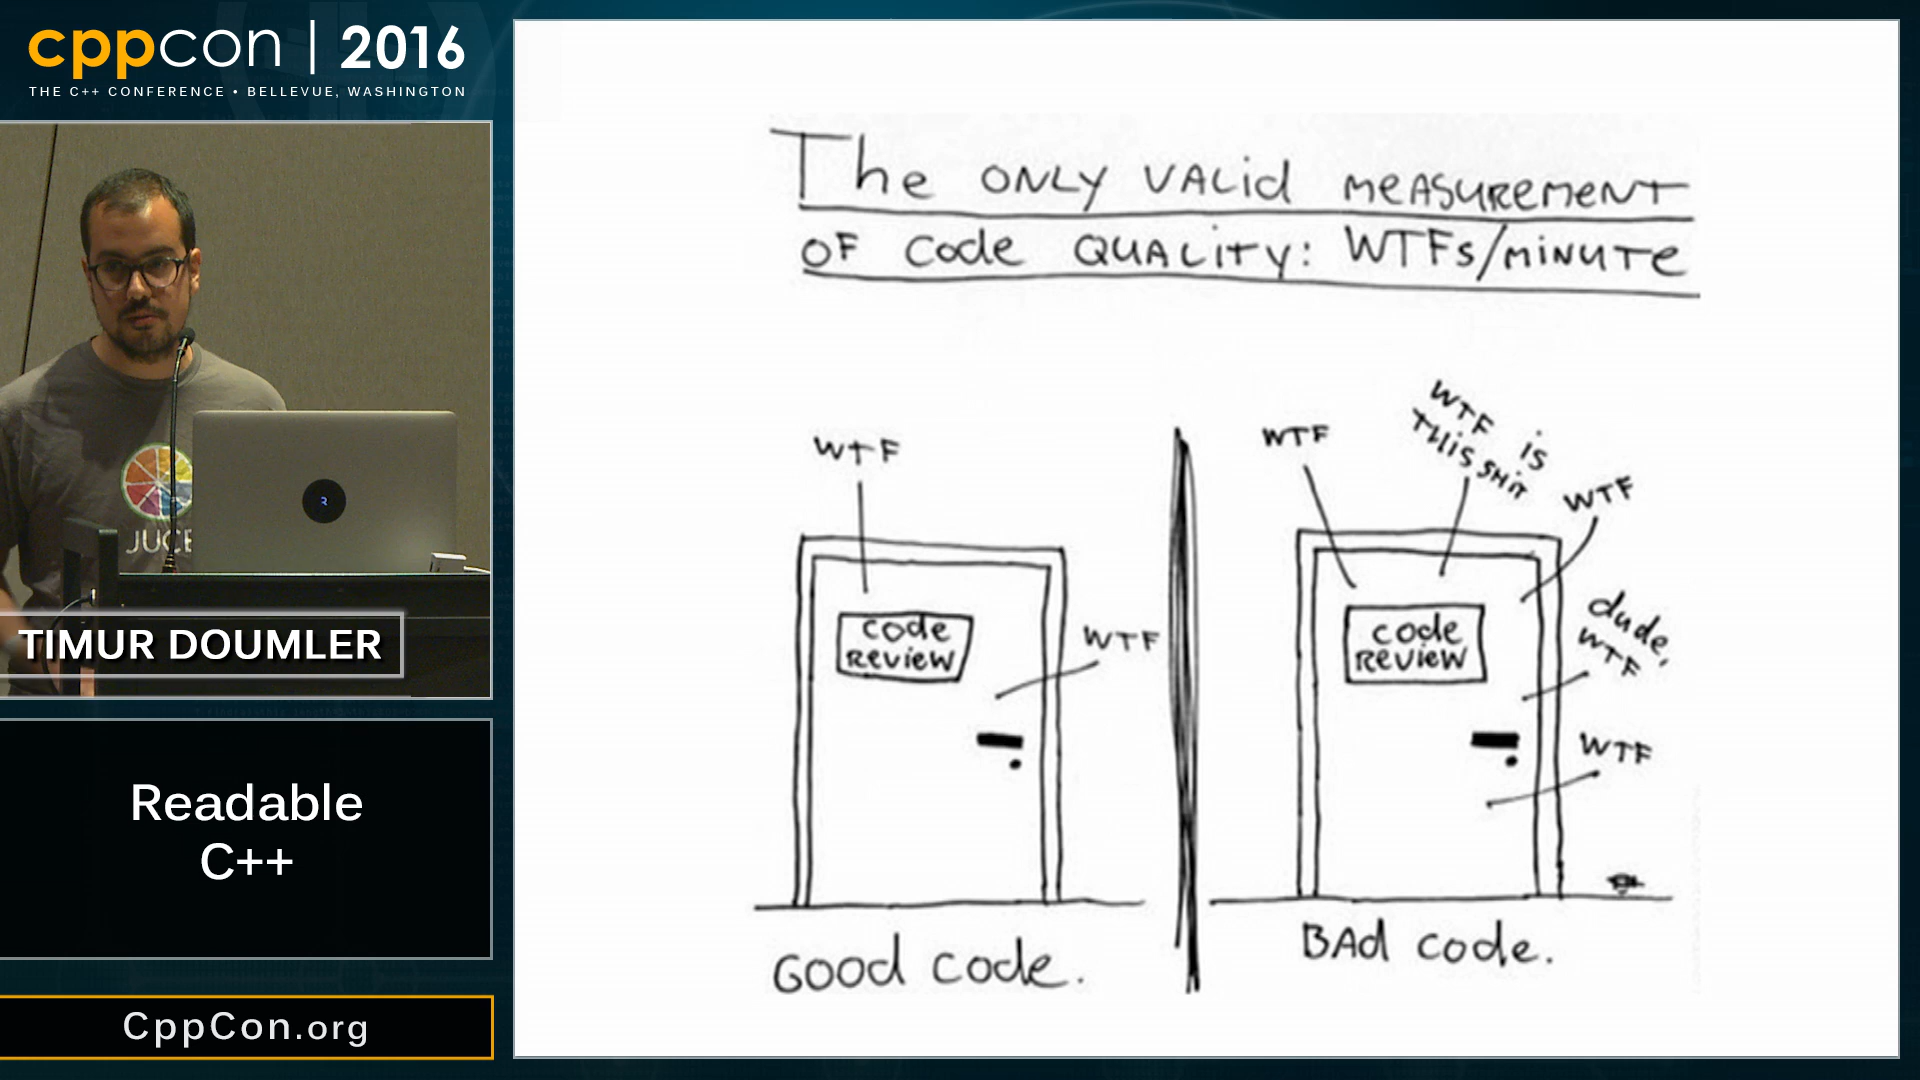 cppcon | 2016
THE C++ CONFERENCE • BELLEVUE, WASHINGTON
JUCE
TIMUR DOUMLER
Readable
C++
CppCon.org
The ONLY VALid MEASUREMENT
OF Code QUALITY: WTFs/MINUTE
WTF
code
REViEW
WTF
Good code.
WTF
WTF is
THiS SHiT
WTF
code
REViEW
dude,
WTF
WTF
BAd code.